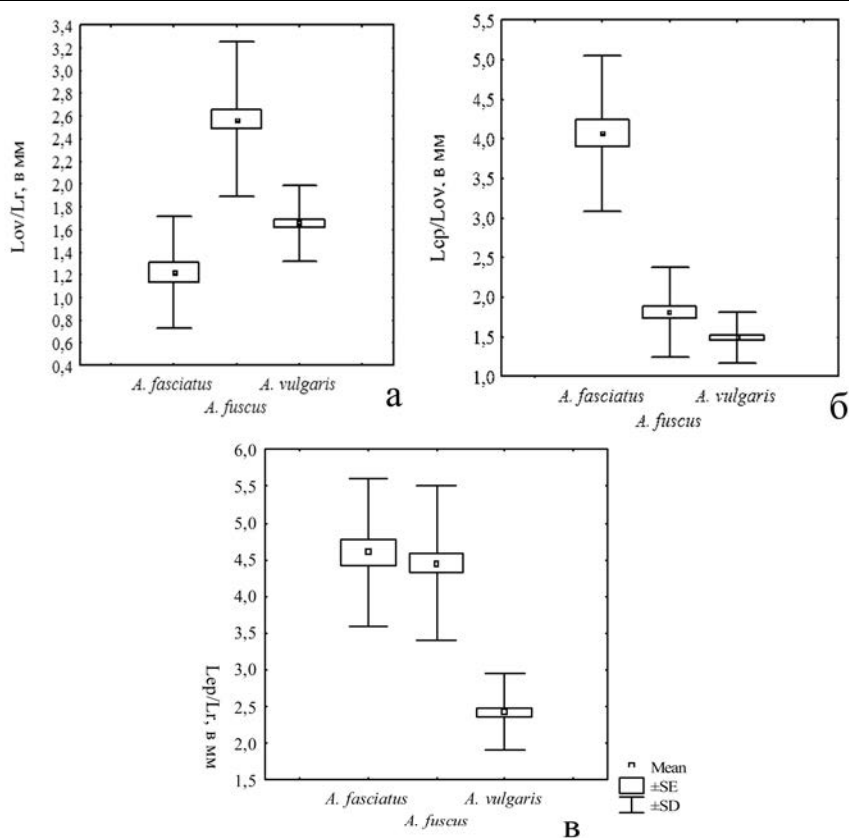 Lov/Lr, в мм
3,4
3,2
3,0
2,8
2,6
2,4
2,2
2,0
1,8
1,6
1,4
1,2
1,0
0,8
0,6
0,4
A. fasciatus
A. vulgaris
A. fuscus
а
Lep/Lov, в мм
5,5
5,0
4,5
4,0
3,5
3,0
2,5
2,0
1,5
1,0
A. fasciatus
A. vulgaris
A. fuscus
б
Lep/Lr, в мм
6,0
5,5
5,0
4,5
4,0
3,5
3,0
2,5
2,0
1,5
A. fasciatus
A. vulgaris
A. fuscus
в
Mean
±SE
±SD